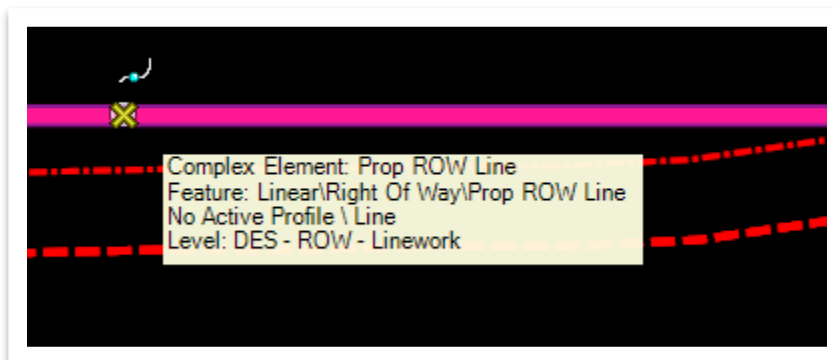 Complex Element: Prop ROW Line
Feature: Linear\Right Of Way\Prop ROW Line
No Active Profile \ Line
Level: DES - ROW - Linework